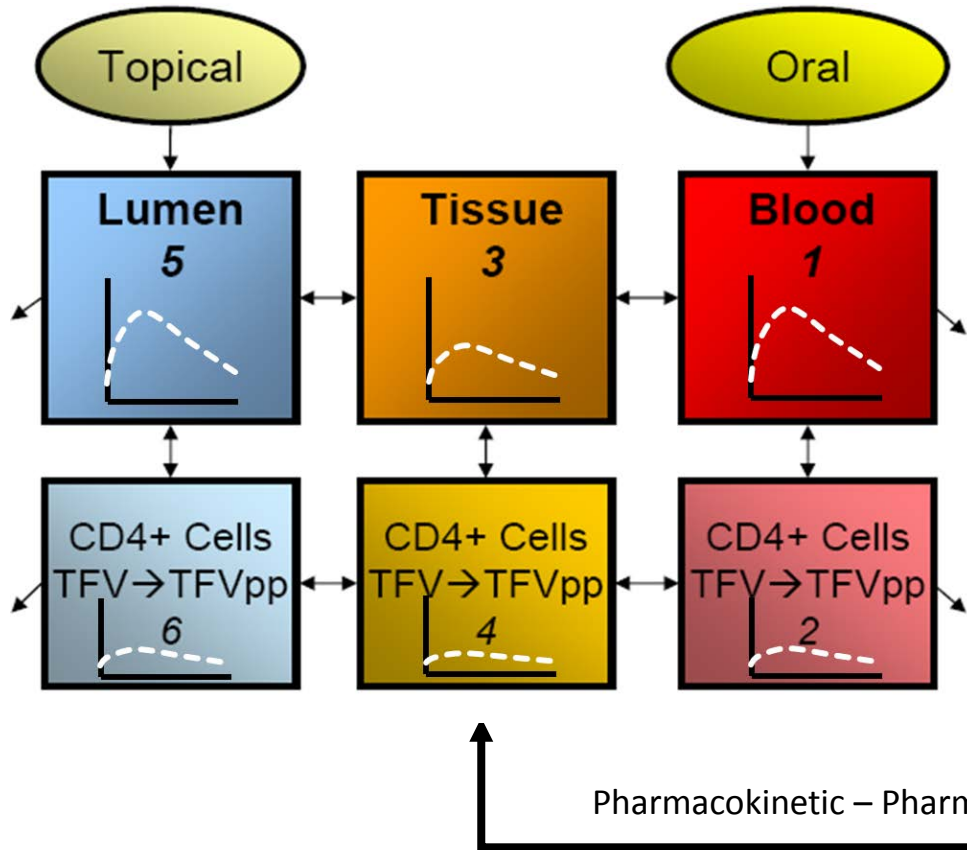 Topical
Oral
Lumen
5
Tissue
3
Blood
1
CD4+ Cells
TFV→TFVpp
6
CD4+ Cells
TFV→TFVpp
4
CD4+ Cells
TFV→TFVpp
2
Pharmacokinetic – Pharm